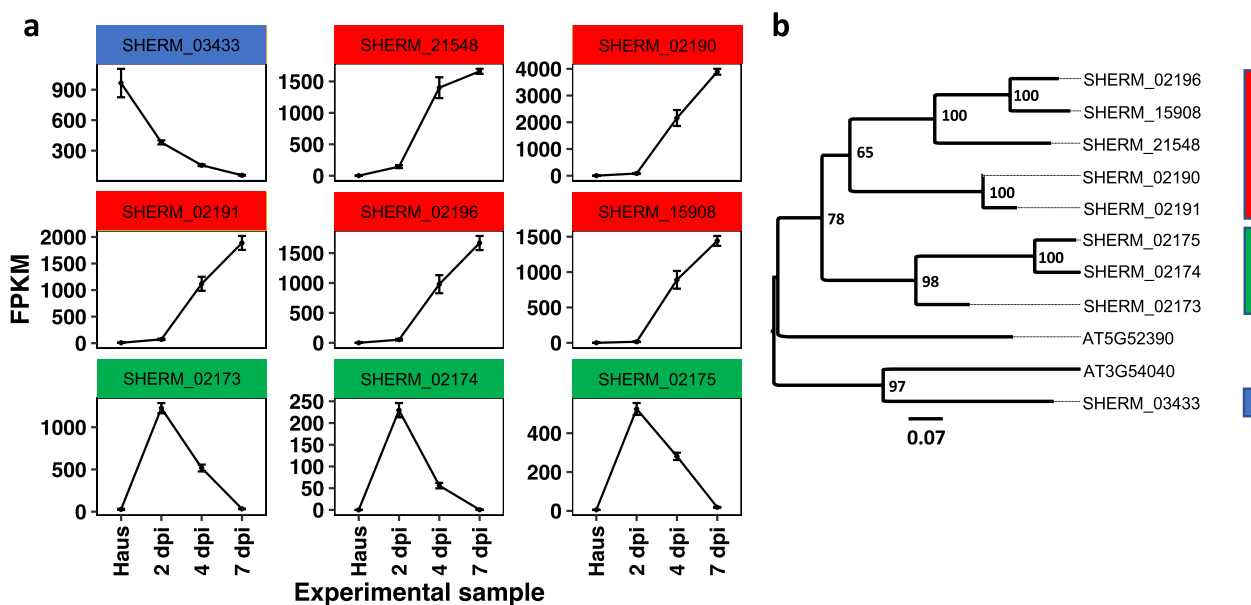 a
SHERM_03433
SHERM_21548
SHERM_02190
900
600
300
1500
1000
500
0
4000
3000
2000
1000
0
SHERM_02191
SHERM_02196
SHERM_15908
2000
1500
1000
500
0
1500
1000
500
0
1500
1000
500
0
FPKM
SHERM_02173
SHERM_02174
SHERM_02175
1000
500
0
250
200
150
100
50
0
400
200
0
Haus
2 dpi
4 dpi
7 dpi
Haus
2 dpi
4 dpi
7 dpi
Haus
2 dpi
4 dpi
7 dpi
Experimental sample
b
SHERM_02196
100
SHERM_15908
100
SHERM_21548
65
SHERM_02190
100
SHERM_02191
78
SHERM_02175
100
SHERM_02174
98
SHERM_02173
AT5G52390
AT3G54040
97
SHERM_03433
0.07